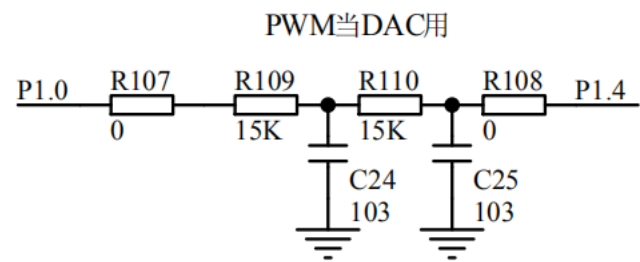 PWM当DAC用
P1.0
R107
R109
R110
R108
P1.4
0
15K
15K
0
C24
103
C25
103